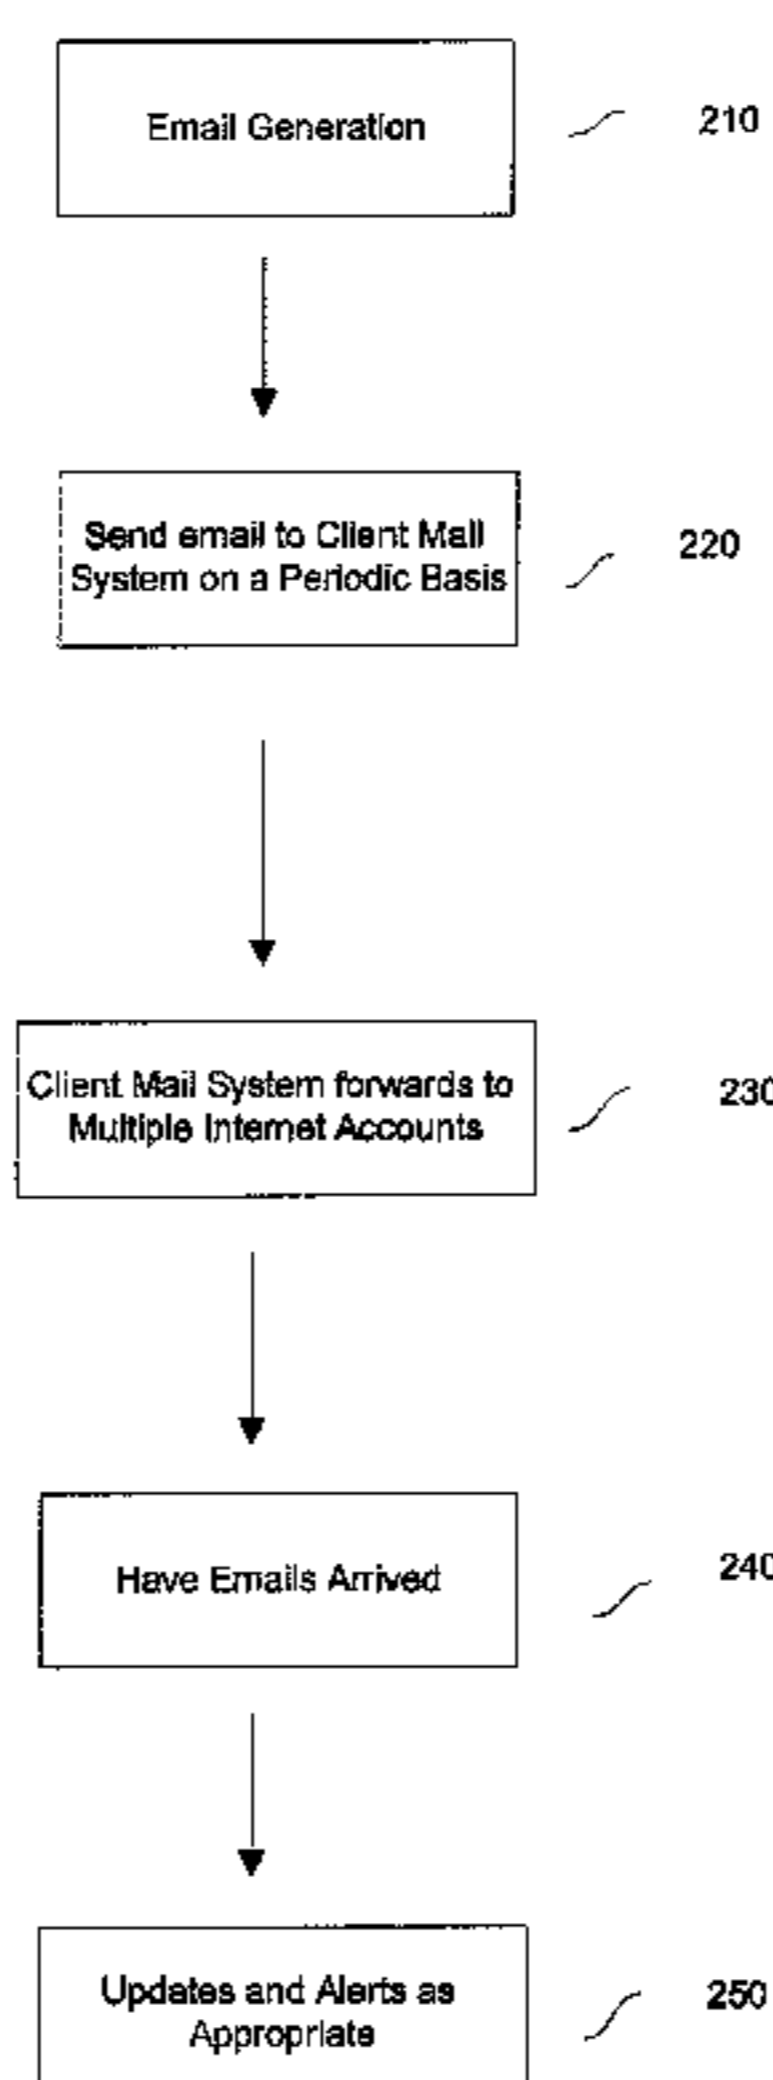 Email Generation
210
Send email to Client Mail
System on a Periodic Basis
220
Client Mail System forwards to
Multiple Internet Accounts
230
Have Emails Arrived
240
Updates and Alerts as
Appropriate
250